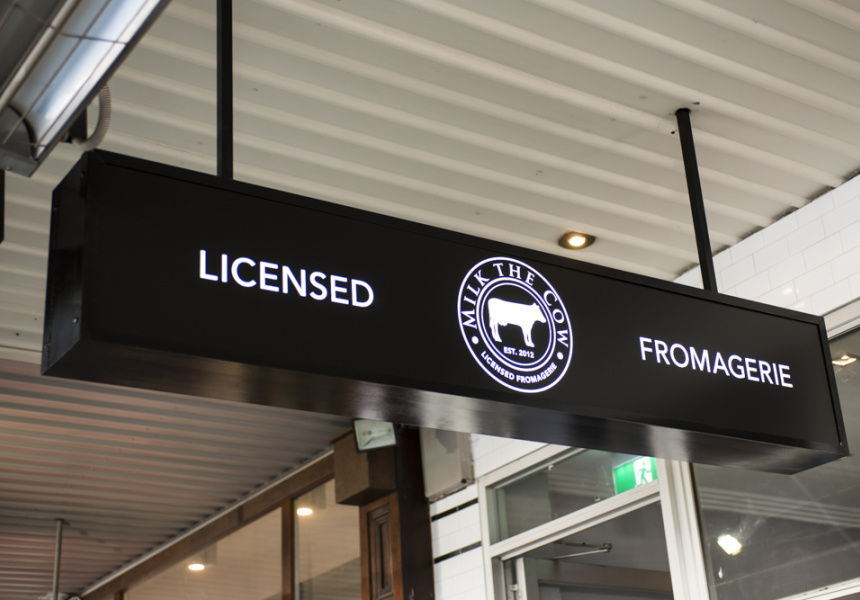 LICENSED
MILK THE COW
EST. 2012
LICENSED FROMAGERIE
FROMAGERIE